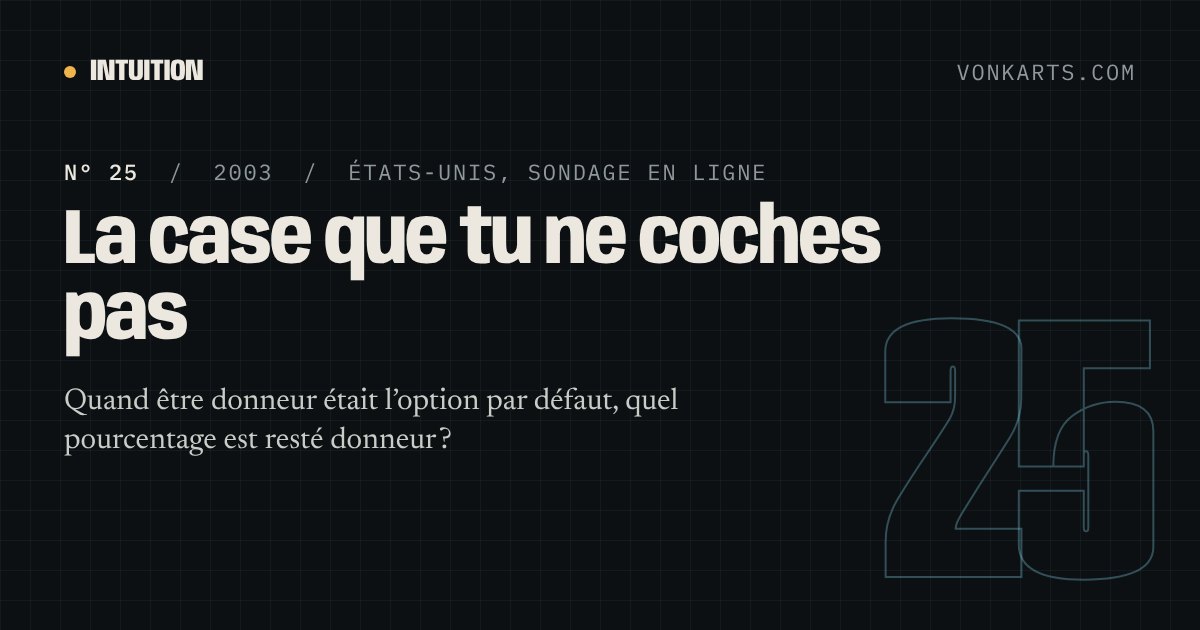 INTUITION
VONKARTS.COM
N° 25 / 2003 / ÉTATS-UNIS, SONDAGE EN LIGNE
La case que tu ne coches
pas
Quand être donneur était l’option par défaut, quel
pourcentage est resté donneur ?
25